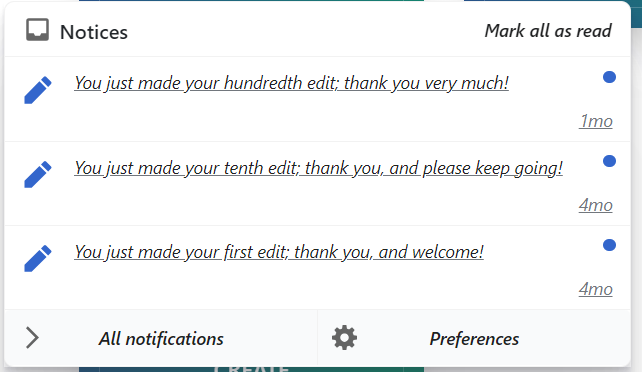 Notices
Mark all as read
You just made your hundredth edit; thank you very much!
1mo
You just made your tenth edit; thank you, and please keep going!
4mo
You just made your first edit; thank you, and welcome!
4mo
All notifications
Preferences
CREATE